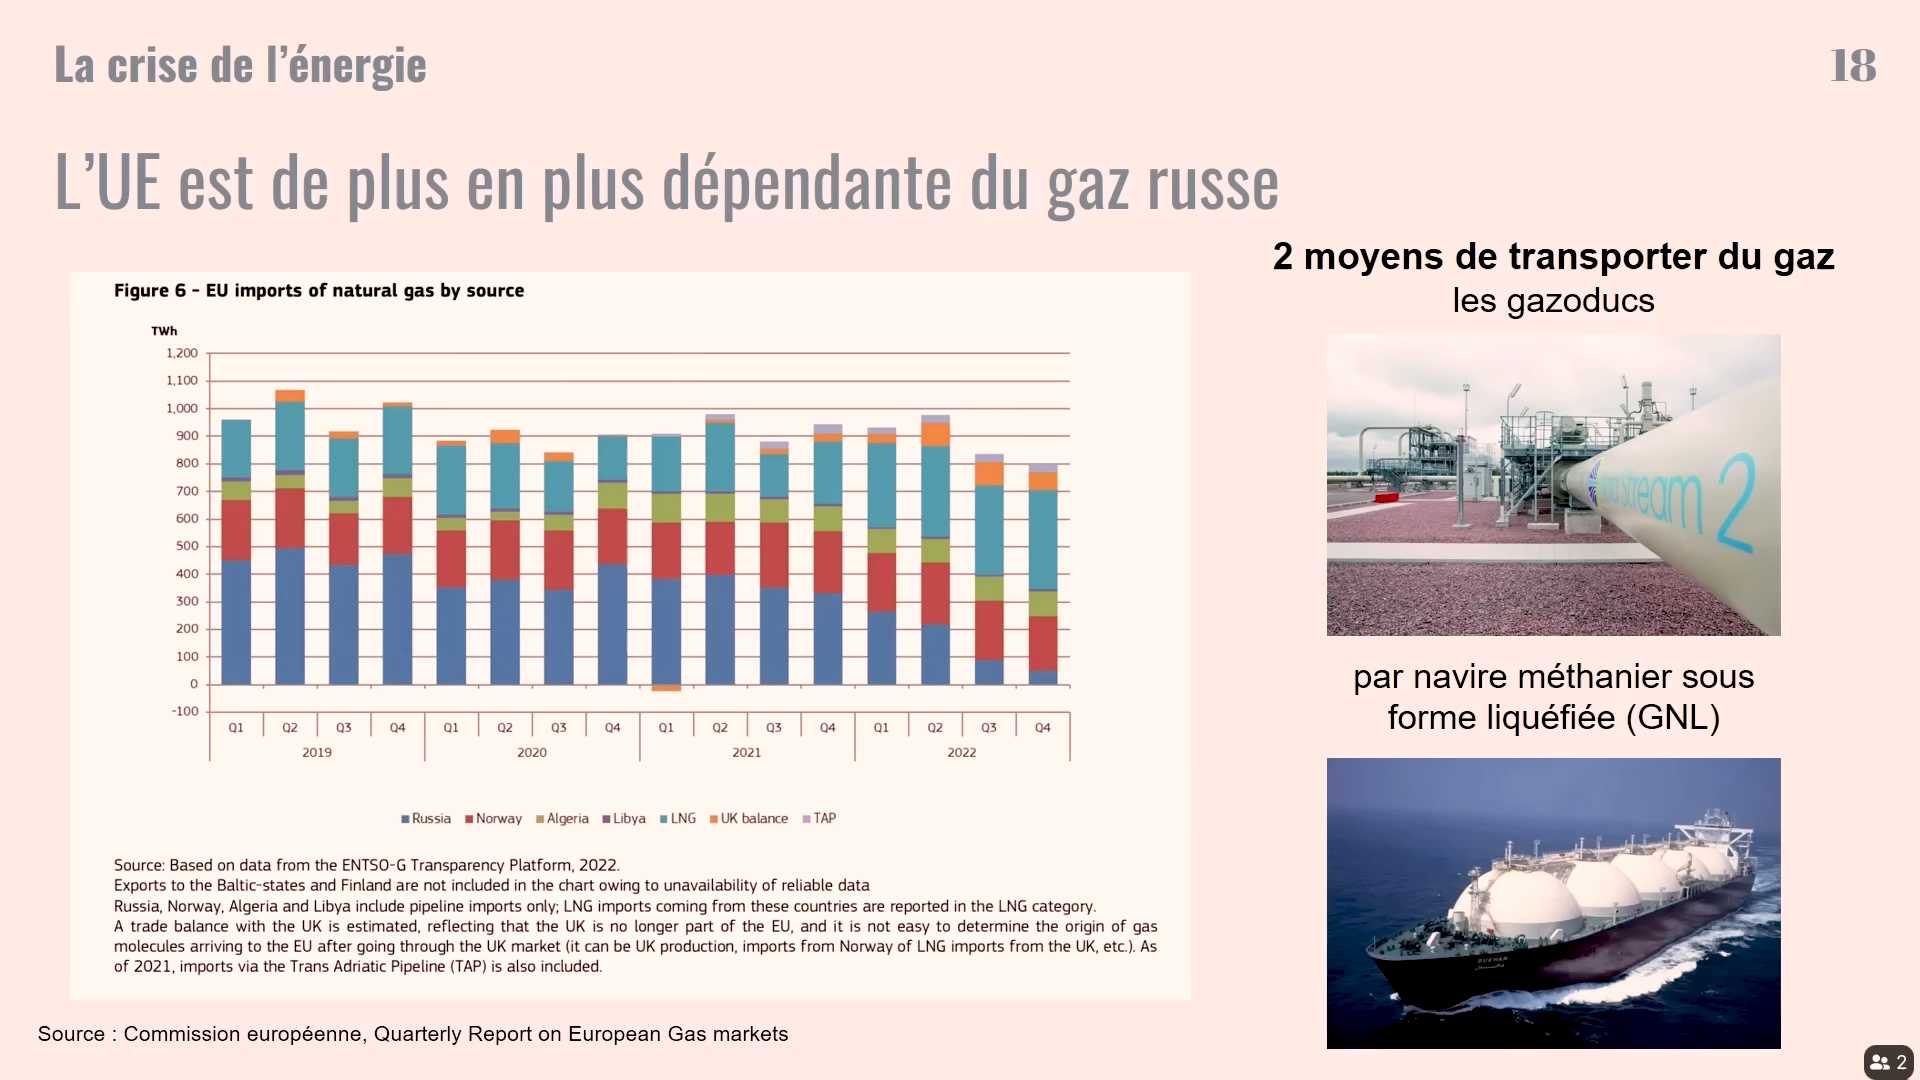 La crise de l’énergie
18
L’UE est de plus en plus dépendante du gaz russe
Figure 6 - EU imports of natural gas by source
TWh
1,200
1,100
1,000
900
800
700
600
500
400
300
200
100
0
-100
Q1 Q2 Q3 Q4 Q1 Q2 Q3 Q4 Q1 Q2 Q3 Q4 Q1 Q2 Q3 Q4
2019 2020 2021 2022
Russia Norway Algeria Libya LNG UK balance TAP
Source: Based on data from the ENTSO-G Transparency Platform, 2022.
Exports to the Baltic-states and Finland are not included in the chart owing to unavailability of reliable data
Russia, Norway, Algeria and Libya include pipeline imports only; LNG imports coming from these countries are reported in the LNG category.
A trade balance with the UK is estimated, reflecting that the UK is no longer part of the EU, and it is not easy to determine the origin of gas
molecules arriving to the EU after going through the UK market (it can be UK production, imports from Norway of LNG imports from the UK, etc.). As
of 2021, imports via the Trans Adriatic Pipeline (TAP) is also included.
Source : Commission européenne, Quarterly Report on European Gas markets
2 moyens de transporter du gaz
les gazoducs
Stream 2
par navire méthanier sous
forme liquéfiée (GNL)
DUKHAN
2